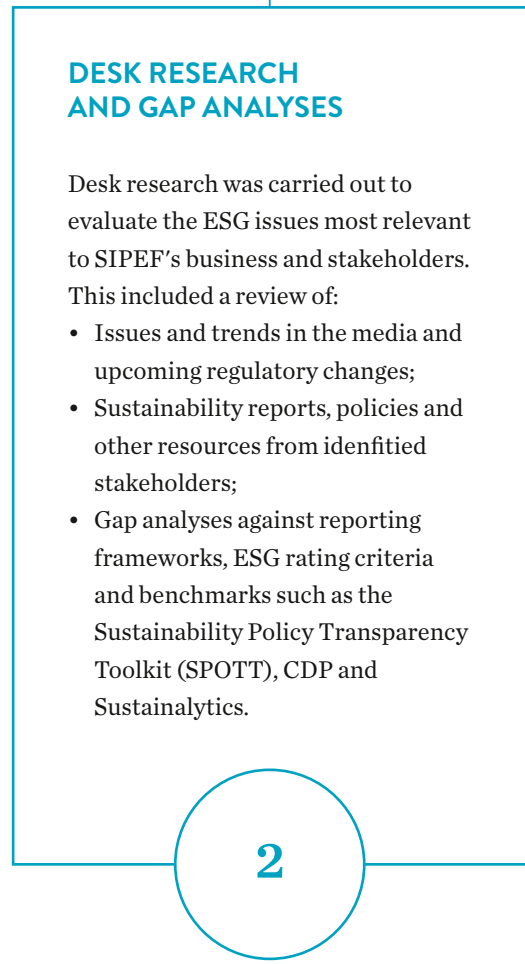 DESK RESEARCH
AND GAP ANALYSES
Desk research was carried out to
evaluate the ESG issues most relevant
to SIPEF's business and stakeholders.
This included a review of:
• Issues and trends in the media and
upcoming regulatory changes;
• Sustainability reports, policies and
other resources from idenfitied
stakeholders;
• Gap analyses against reporting
frameworks, ESG rating criteria
and benchmarks such as the
Sustainability Policy Transparency
Toolkit (SPOTT), CDP and
Sustainalytics.
2